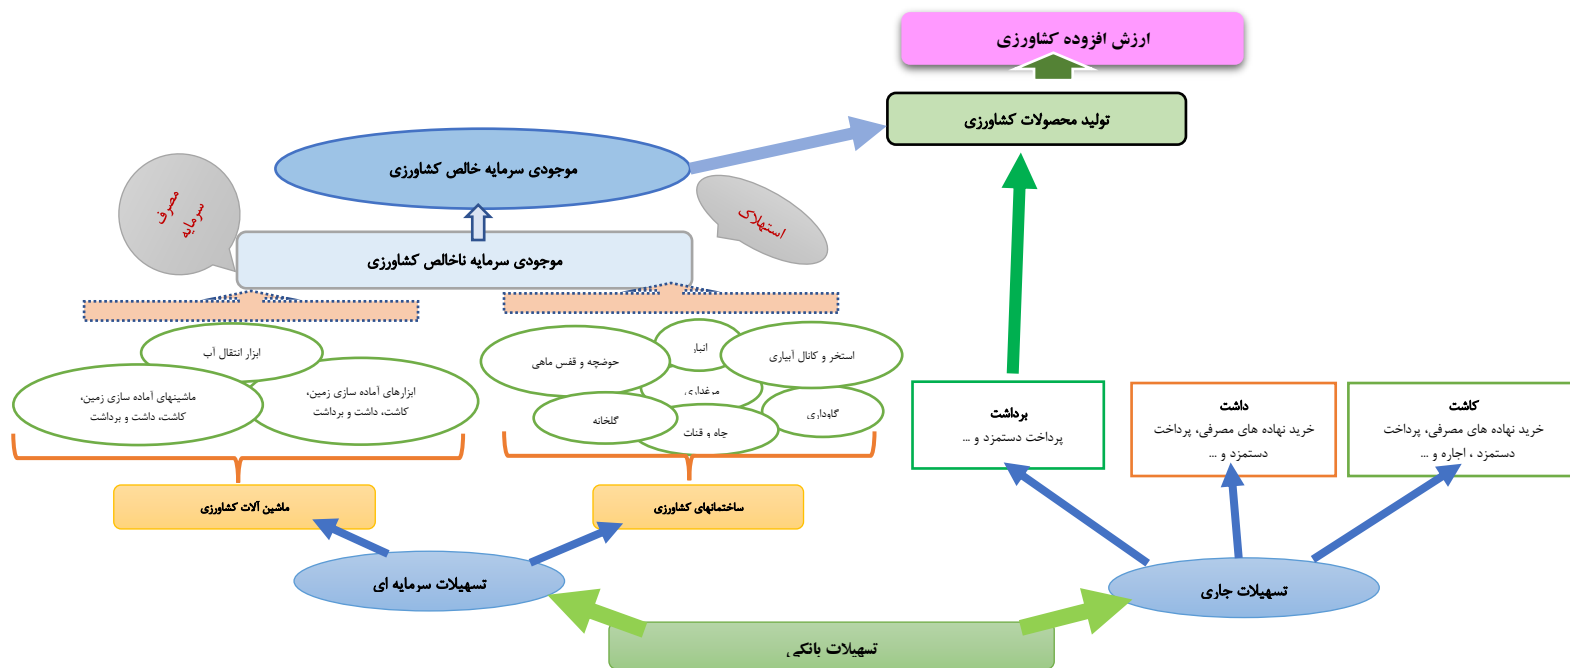 ارزش افزوده کشاورزی
تولید محصولات کشاورزی
موجودی سرمایه خالص کشاورزی
مصرف
سرمایه
استهلاک
موجودی سرمایه ناخالص کشاورزی
ابزار انتقال آب
ابزارهای آماده سازی زمین،
کاشت، داشت و برداشت
ماشینهای آماده سازی زمین،
کاشت، داشت و برداشت
استخر و کانال آبیاری
انبار
حوضچه و قفس ماهی
مرغداری
گاوداری
گلخانه
چاه و قنات
کاشت
خرید نهاده های مصرفی، پرداخت
دستمزد ، اجاره و ...
داشت
خرید نهاده های مصرفی، پرداخت
دستمزد و ...
برداشت
پرداخت دستمزد و ...
ساختمانهای کشاورزی
ماشین آلات کشاورزی
تسهیلات جاری
تسهیلات سرمایه ای
تسهیلات بانکی